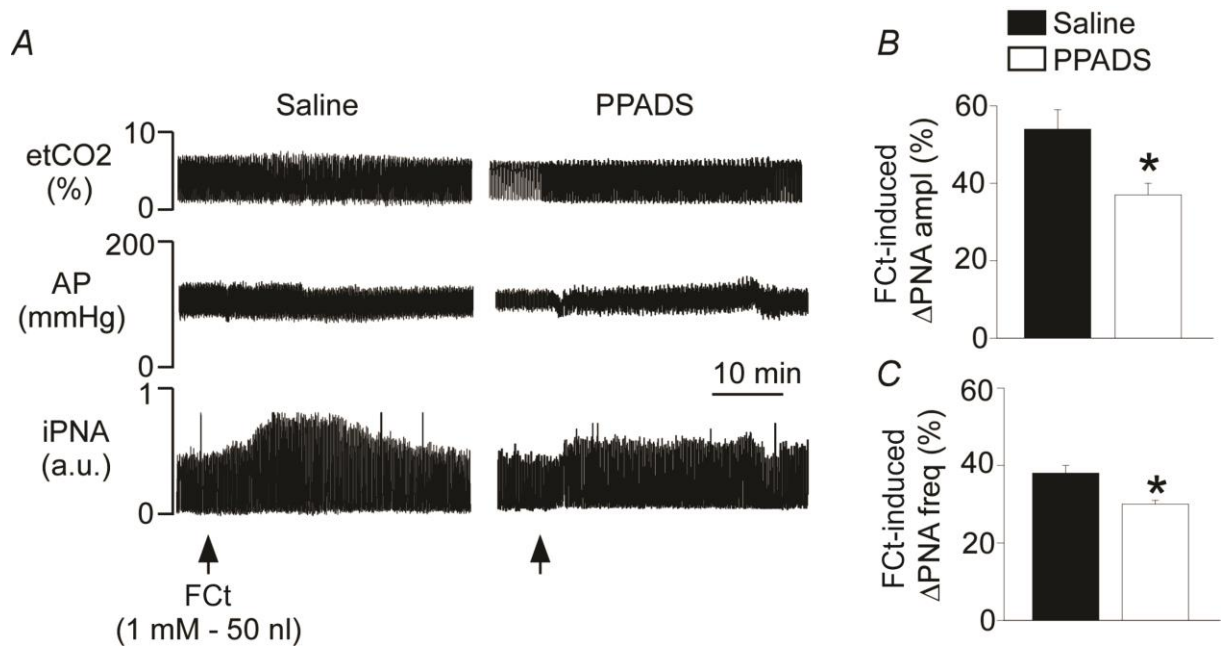 A
Saline
PPADS
etCO2
(%)
10
0
AP
(mmHg)
200
0
10 min
iPNA
(a.u.)
1
0
FCt
(1 mM - 50 nl)
B
Saline
PPADS
FCt-induced
ΔPNA ampl (%)
60
40
20
0
*
C
FCt-induced
ΔPNA freq (%)
60
40
20
0
*